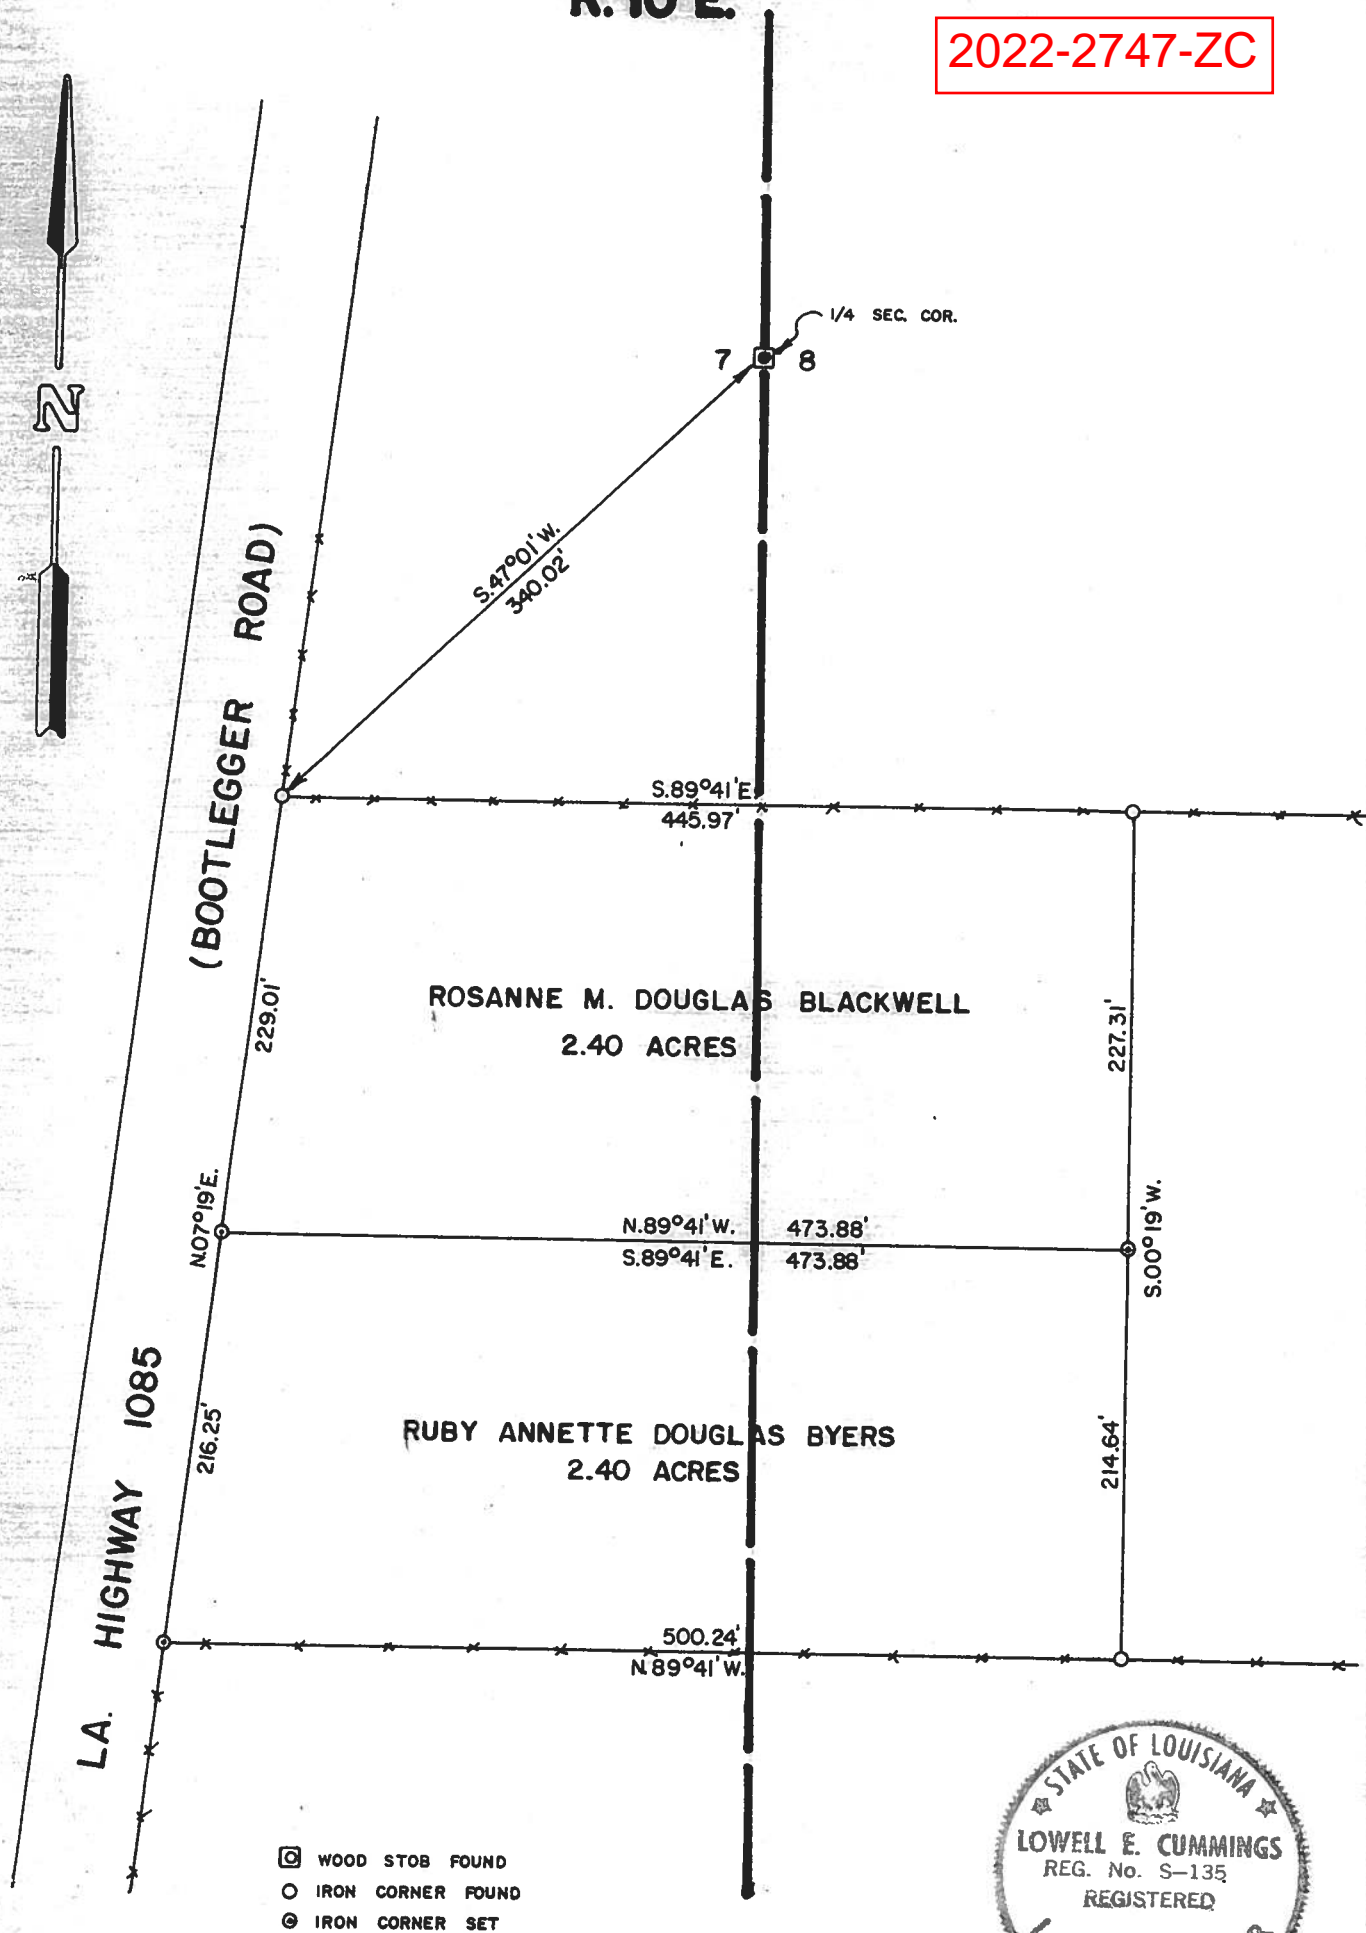 R. 10 E.
2022-2747-ZC
1/4 SEC. COR.
7 8
N
S.47°01'W.
340.02'
(BOOTLEGGER ROAD)
S.89°41'E.
445.97'
229.01'
ROSANNE M. DOUGLAS BLACKWELL
2.40 ACRES
227.31'
N.07°19'E.
N.89°41'W. 473.88'
S.89°41'E. 473.88'
S.00°19'W.
LA. HIGHWAY 1085
216.25'
RUBY ANNETTE DOUGLAS BYERS
2.40 ACRES
214.64'
500.24'
N.89°41'W.
STATE OF LOUISIANA
LOWELL E. CUMMINGS
REG. No. S-135
REGISTERED
WOOD STOB FOUND
IRON CORNER FOUND
IRON CORNER SET